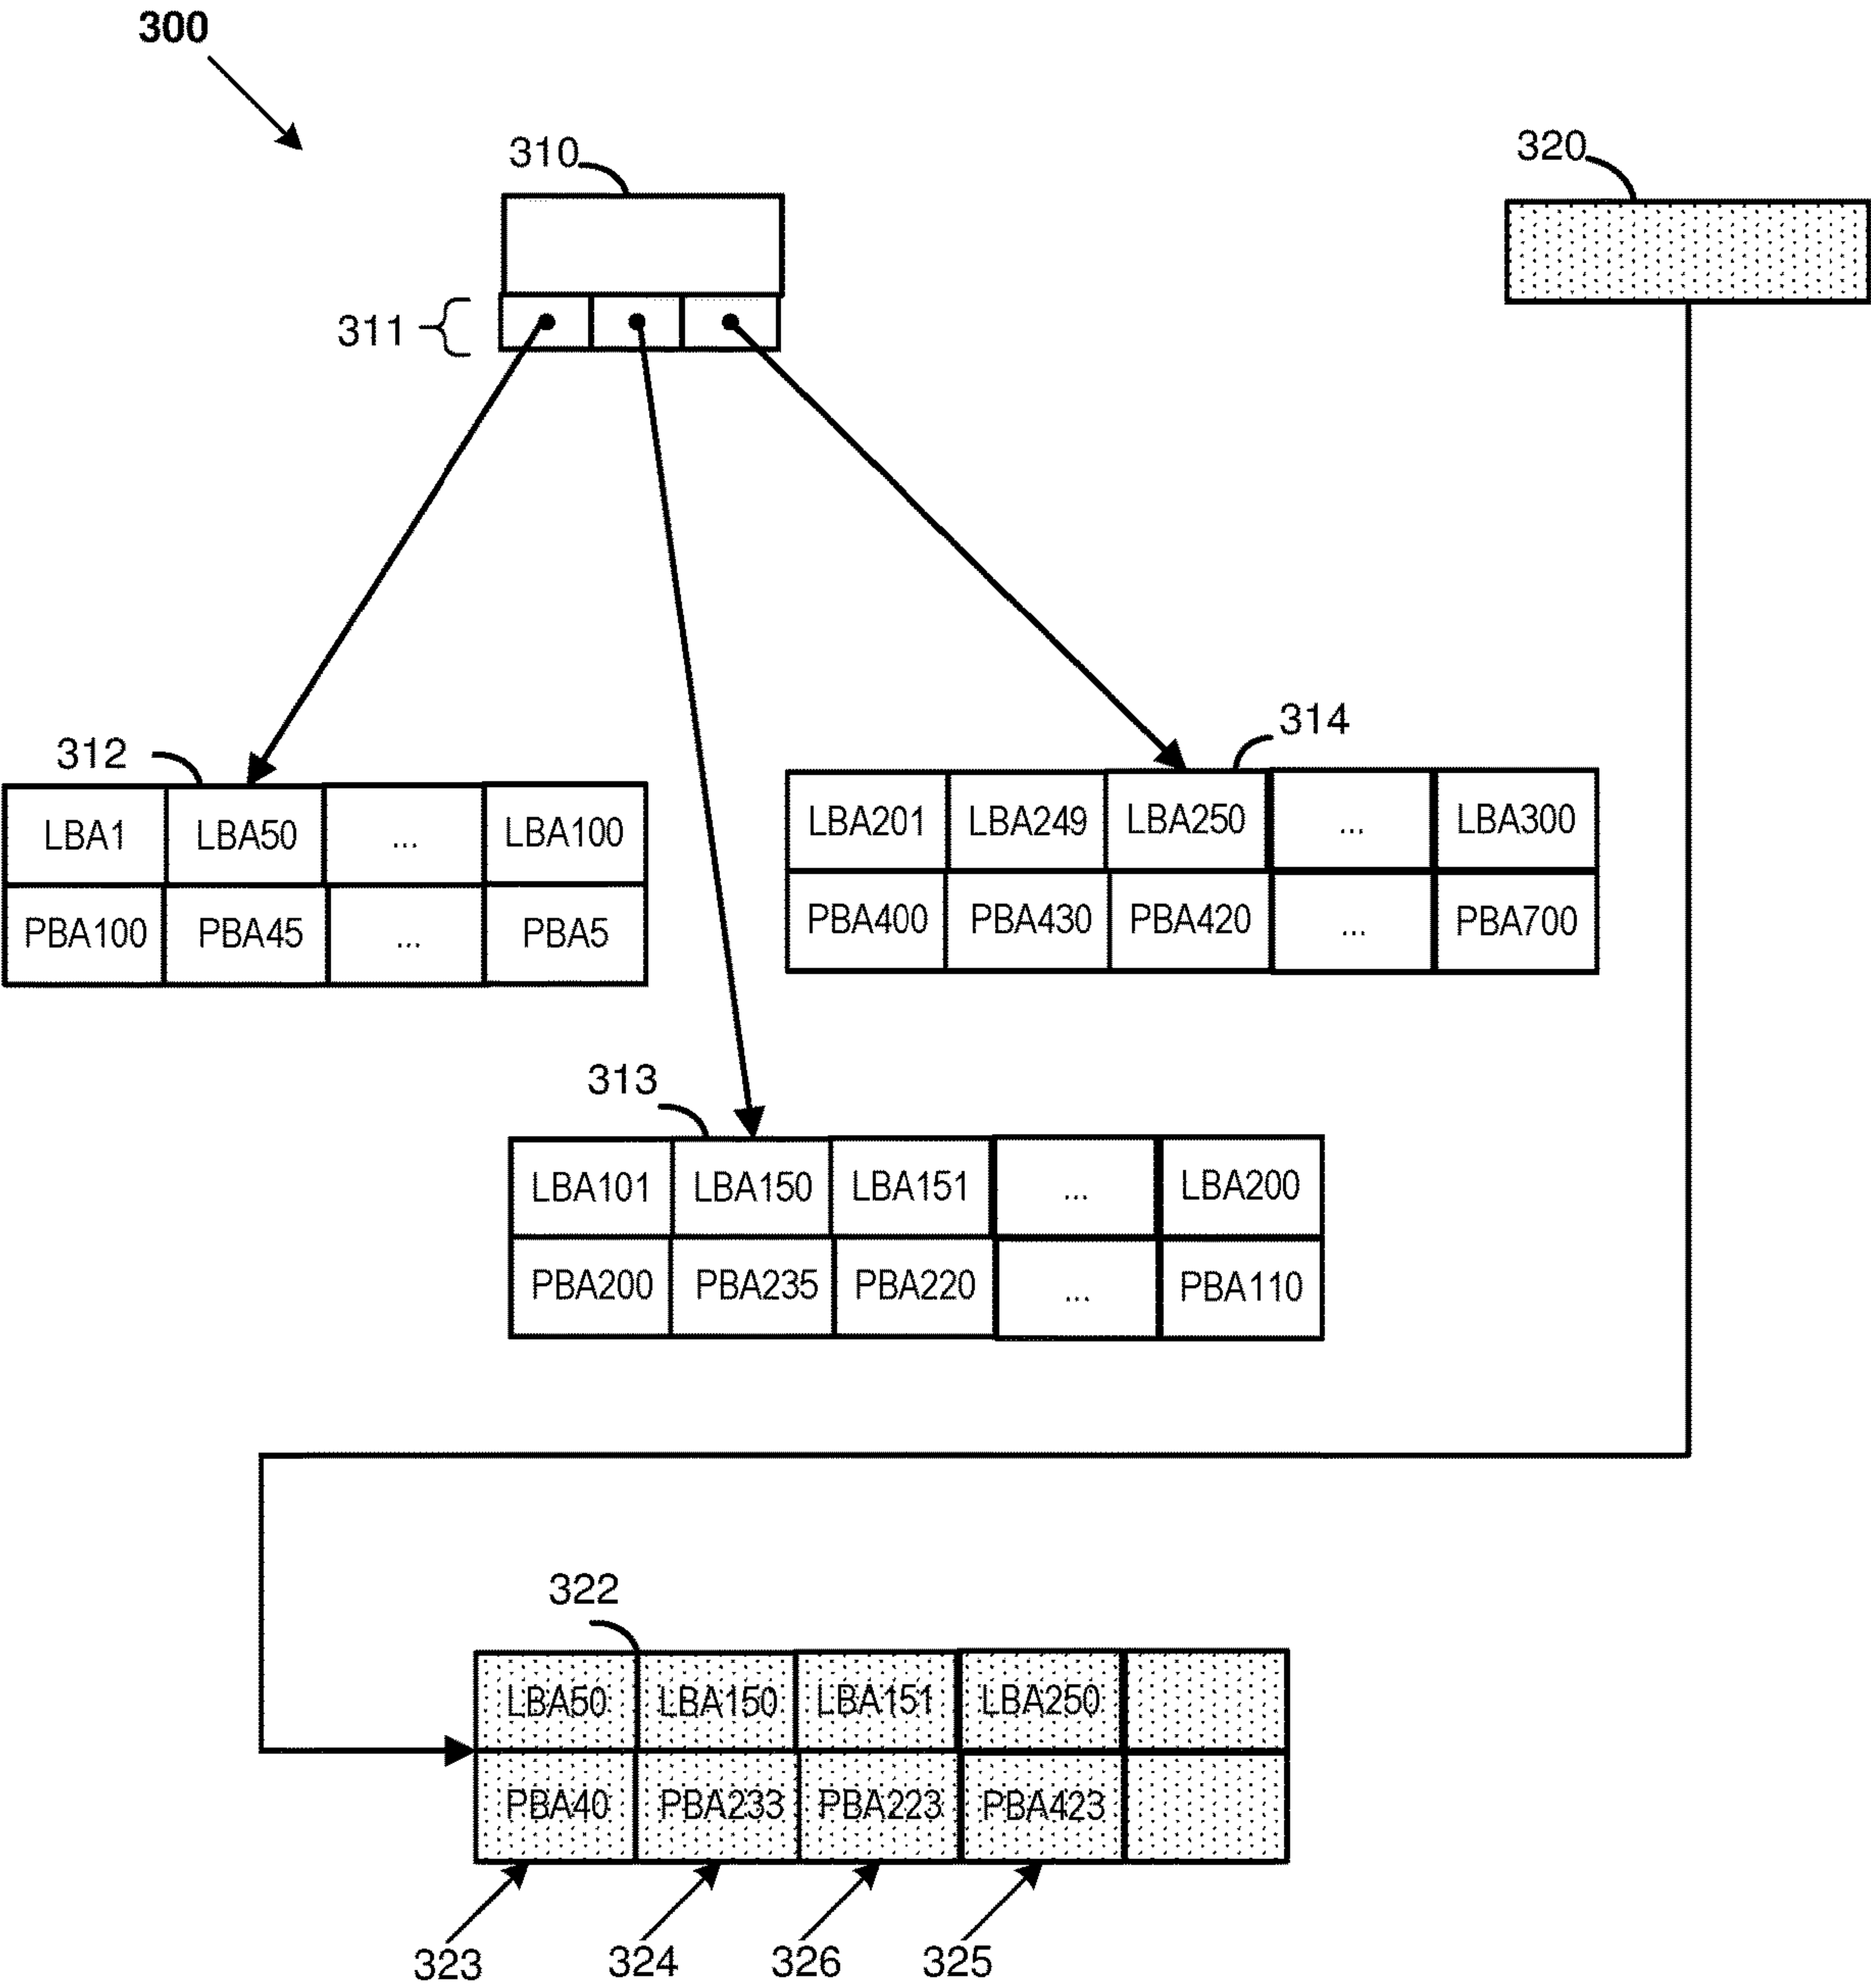 300
310
320
311
312
314
LBA1 LBA50 ... LBA100
PBA100 PBA45 ... PBA5
LBA201 LBA249 LBA250 ... LBA300
PBA400 PBA430 PBA420 ... PBA700
313
LBA101 LBA150 LBA151 ... LBA200
PBA200 PBA235 PBA220 ... PBA110
322
LBA50 LBA150 LBA151 LBA250
PBA40 PBA233 PBA223 PBA423
323 324 326 325